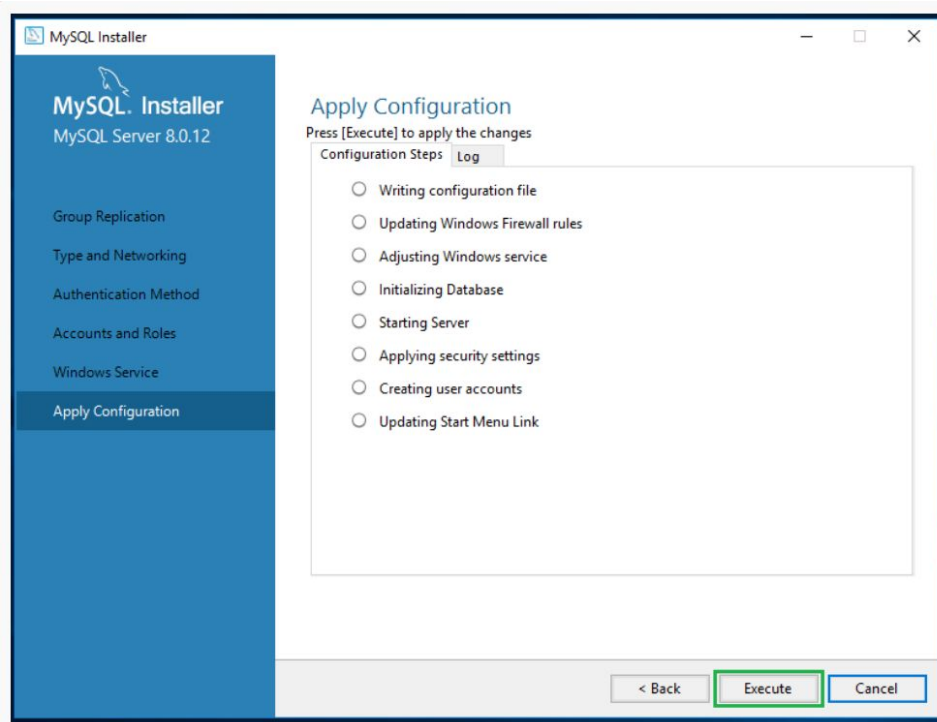 MySQL Installer
MySQL. Installer
MySQL Server 8.0.12
Group Replication
Type and Networking
Authentication Method
Accounts and Roles
Windows Service
Apply Configuration
Apply Configuration
Press [Execute] to apply the changes
Configuration Steps Log
Writing configuration file
Updating Windows Firewall rules
Adjusting Windows service
Initializing Database
Starting Server
Applying security settings
Creating user accounts
Updating Start Menu Link
< Back Execute Cancel